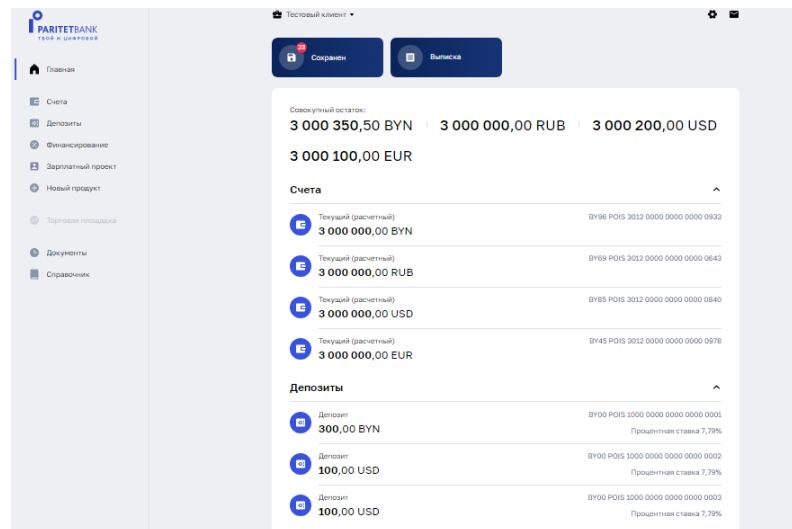 PARITETBANK
ТВОЙ И ЦИФРОВОЙ
Главная
Счета
Депозиты
Финансирование
Зарплатный проект
Новый продукт
Торговая площадка
Документы
Справочник
Тестовый клиент
23
Сохранен
Выписка
Совокупный остаток:
3 000 350,50 BYN
3 000 000,00 RUB
3 000 200,00 USD
3 000 100,00 EUR
Счета
Текущий (расчетный)
BY96 POIS 3012 0000 0000 0000 0933
3 000 000,00 BYN
Текущий (расчетный)
BY69 POIS 3012 0000 0000 0000 0643
3 000 000,00 RUB
Текущий (расчетный)
BY85 POIS 3012 0000 0000 0000 0840
3 000 000,00 USD
Текущий (расчетный)
BY45 POIS 3012 0000 0000 0000 0978
3 000 000,00 EUR
Депозиты
Депозит
BY00 POIS 1000 0000 0000 0000 0001
300,00 BYN
Процентная ставка 7,79%
Депозит
BY00 POIS 1000 0000 0000 0000 0002
100,00 USD
Процентная ставка 7,79%
Депозит
BY00 POIS 1000 0000 0000 0000 0003
100,00 USD
Процентная ставка 7,79%